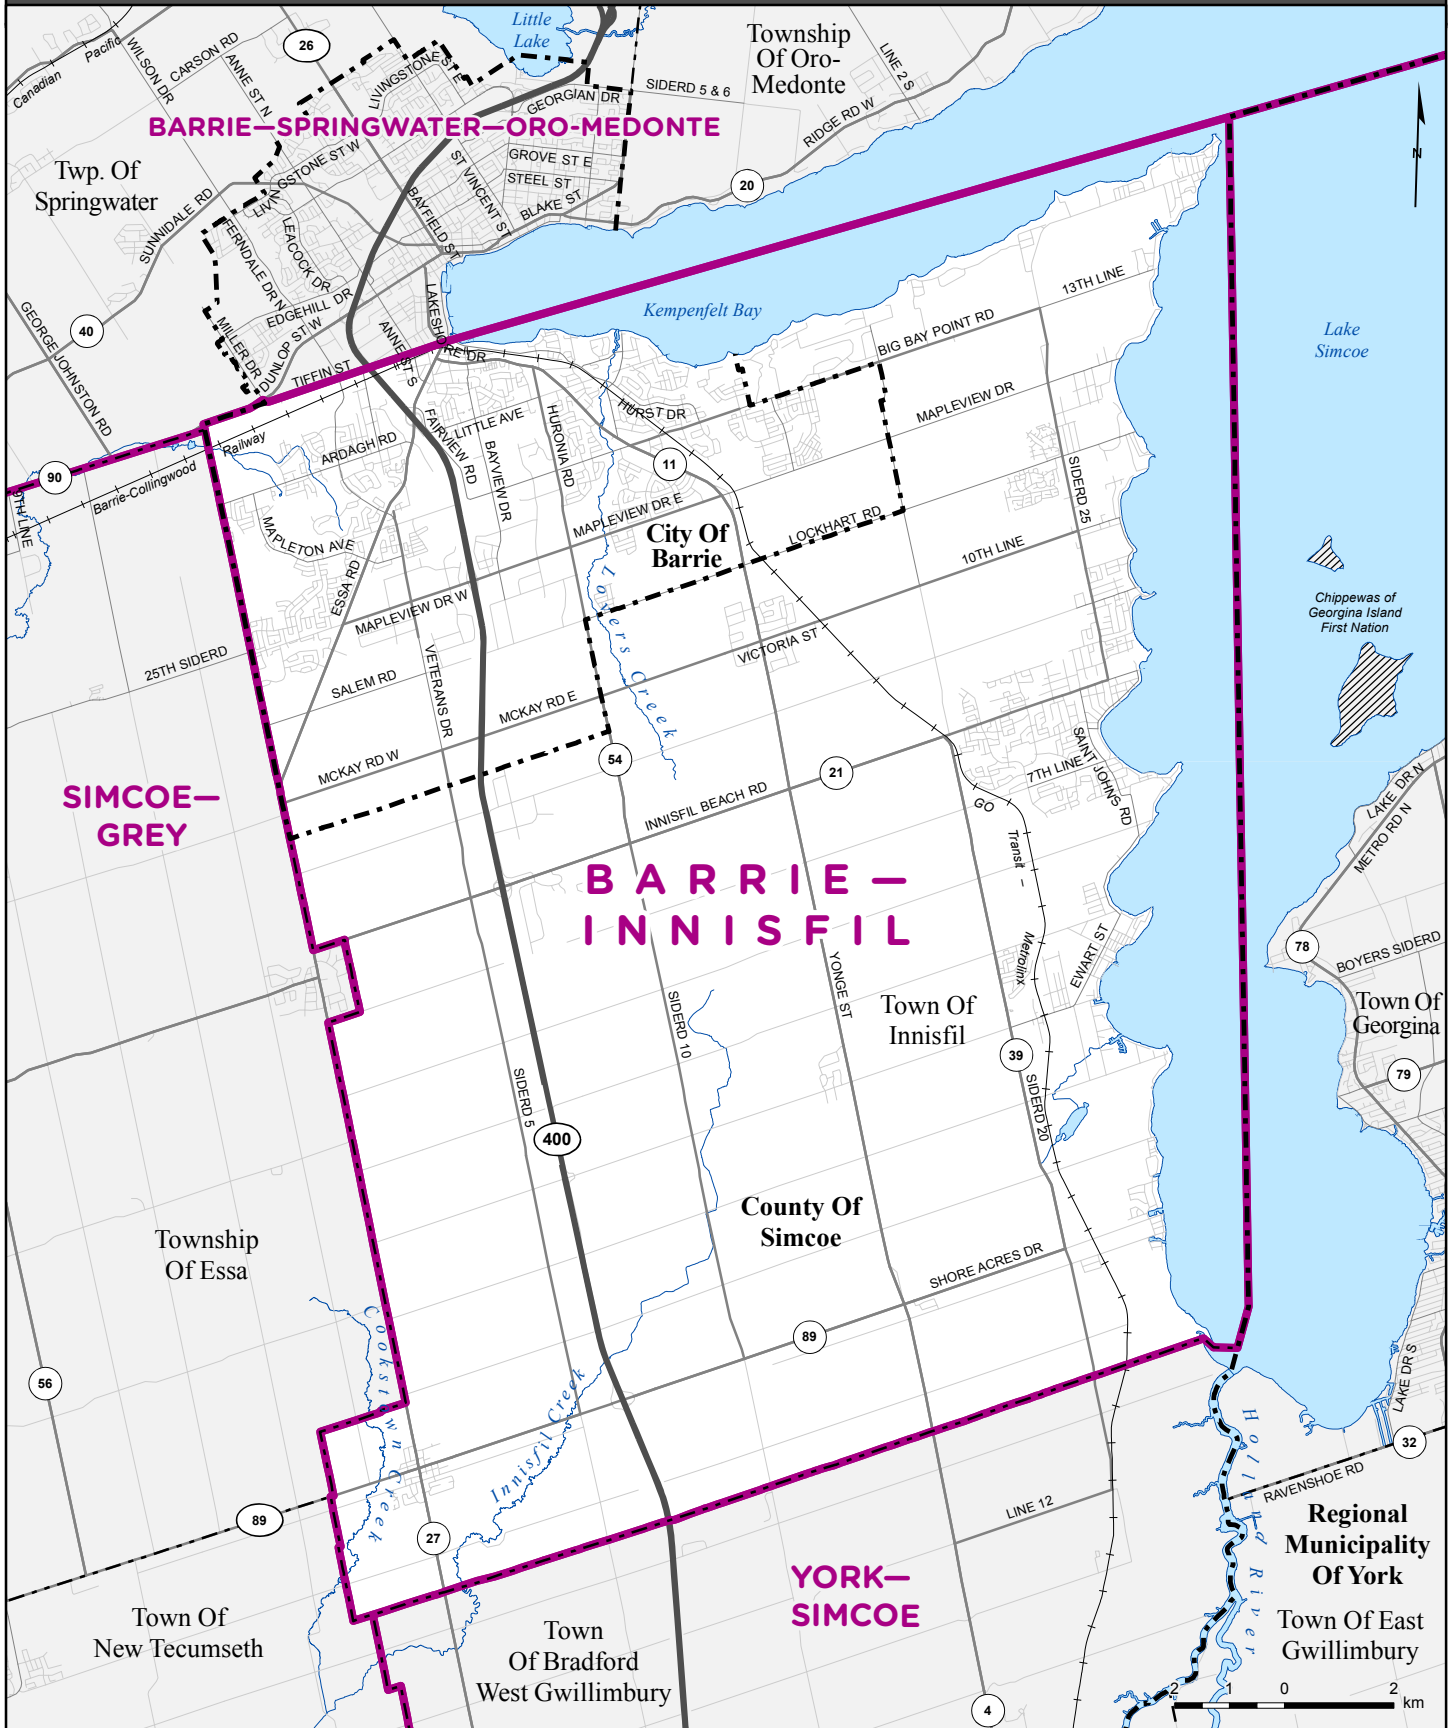 Little
Lake
Township
Of Oro-
Medonte
Canadian
Pacific
WILSON DR
CARSON RD
ANNE ST N
26
LIVINGSTONE ST E
LINE 2 S
SIDERD 5 & 6
GEORGIAN DR
RIDGE RD W
BARRIE—SPRINGWATER—ORO-MEDONTE
N
Twp. Of
Springwater
LIVINGSTONE ST W
ST VINCENT ST
GROVE ST E
STEEL ST
BLAKE ST
20
BAYFIELD ST
SUNNIDALE RD
FERNDALE DR N
LEACOCK DR
EDGEHILL DR
LAKESHORE DR
13TH LINE
Kempenfelt Bay
Lake
Simcoe
40
GEORGE JOHNSTON RD
MILLER DR
DUNLOP ST W
TIFFIN ST
ANNE ST S
BIG BAY POINT RD
MAPLEVIEW DR
HURST DR
LITTLE AVE
FAIRVIEW RD
BAYVIEW DR
HURONIA RD
ARDAGH RD
Railway
Barrie-Collingwood
90
9TH LINE
11
SIDERD 25
MAPLEVIEW DR E
City Of
Barrie
LOCKHART RD
10TH LINE
MAPLETON AVE
ESSA RD
MAPLEVIEW DR W
Lovers Creek
Chippewas of
Georgina Island
First Nation
25TH SIDERD
SALEM RD
VETERANS DR
VICTORIA ST
MCKAY RD E
MCKAY RD W
54
21
INNISFIL BEACH RD
7TH LINE
SAINT JOHNS RD
GO
Transit –
Metrolinx
LAKE DR N
METRO RD N
SIMCOE—
GREY
BARRIE—
INNISFIL
EWART ST
78
BOYERS SIDERD
YONGE ST
SIDERD 10
Town Of
Innisfil
Town Of
Georgina
39
79
SIDERD 5
SIDERD 20
400
County Of
Simcoe
Township
Of Essa
SHORE ACRES DR
89
Cookstown Creek
Innisfil Creek
56
LAKE DR S
Holland River
32
RAVENSHOE RD
89
27
LINE 12
Regional
Municipality
Of York
YORK—
SIMCOE
Town Of
New Tecumseth
Town
Of Bradford
West Gwillimbury
Town Of East
Gwillimbury
4
2 1 0 2 km